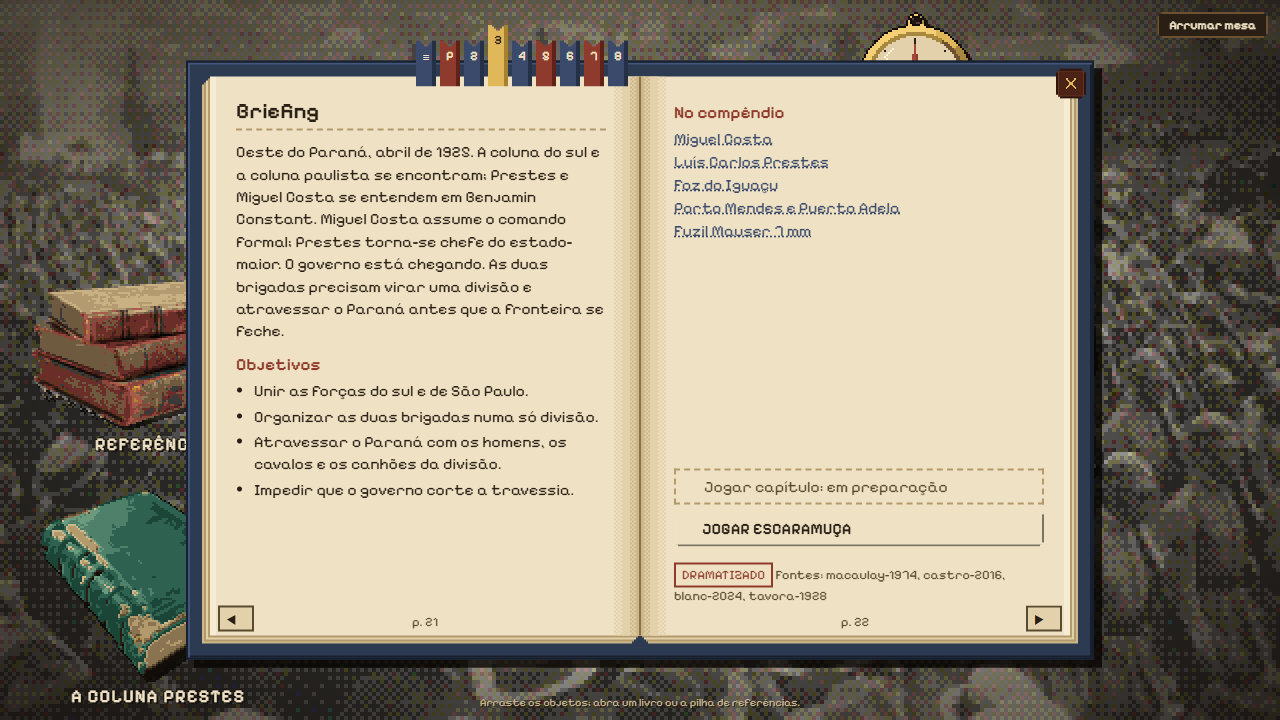 Arrumar mesa
≡ P 2 3 4 5 6 7 8
Briefing
Oeste do Paraná, abril de 1925. A coluna do sul e
a coluna paulista se encontram; Prestes e
Miguel Costa se entendem em Benjamin
Constant. Miguel Costa assume o comando
formal; Prestes torna-se chefe do estado-
maior. O governo está chegando. As duas
brigadas precisam virar uma divisão e
atravessar o Paraná antes que a fronteira se
feche.
Objetivos
• Unir as forças do sul e de São Paulo.
• Organizar as duas brigadas numa só divisão.
• Atravessar o Paraná com os homens, os
cavalos e os canhões da divisão.
• Impedir que o governo corte a travessia.
p. 21
No compêndio
Miguel Costa
Luís Carlos Prestes
Foz do Iguaçu
Porto Mendes e Puerto Adela
Fuzil Mauser 7 mm
Jogar capítulo: em preparação
JOGAR ESCARAMUÇA
DRAMATIZADO Fontes: macaulay-1974, castro-2016,
blanc-2024, tavora-1928
p. 22
REFERÊNC
A COLUNA PRESTES
Arraste os objetos; abra um livro ou a pilha de referências.